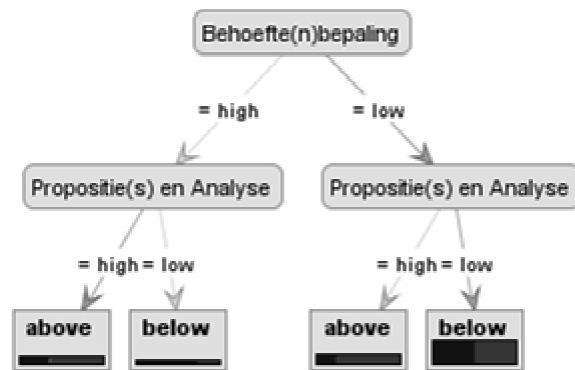 Behoefte(n)bepaling
= high = low
Propositie(s) en Analyse Propositie(s) en Analyse
= high = low = high = low
above below above below